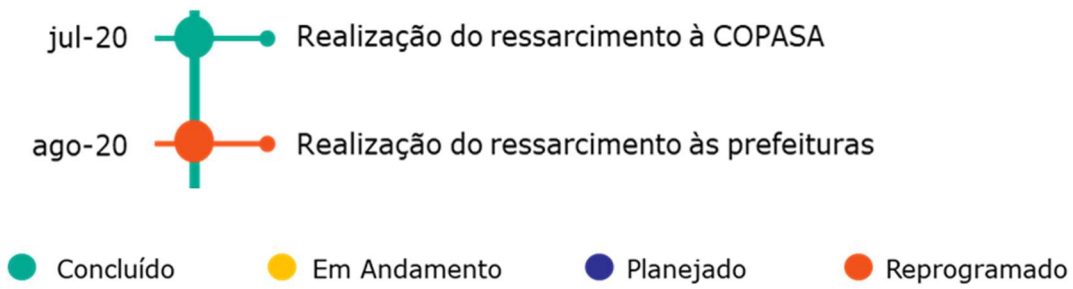 jul-20 Realização do ressarcimento à COPASA
ago-20 Realização do ressarcimento às prefeituras
Concluído Em Andamento Planejado Reprogramado